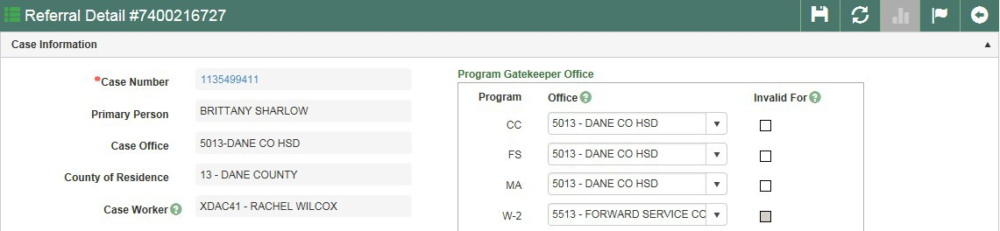 Referral Detail #7400216727
Case Information
*Case Number 1135499411
Primary Person BRITTANY SHARLOW
Case Office 5013-DANE CO HSD
County of Residence 13 - DANE COUNTY
Case Worker ? XDAC41 - RACHEL WILCOX
Program Gatekeeper Office
Program Office ? Invalid For ?
CC 5013 - DANE CO HSD
FS 5013 - DANE CO HSD
MA 5013 - DANE CO HSD
W-2 5513 - FORWARD SERVICE CO